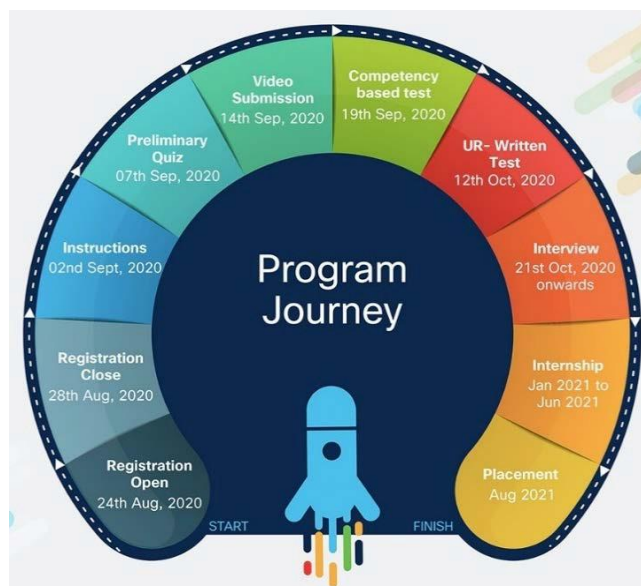 Registration
Open
24th Aug, 2020
Registration
Close
28th Aug, 2020
Instructions
02nd Sept, 2020
Preliminary
Quiz
07th Sep, 2020
Video
Submission
14th Sep, 2020
Competency
based test
19th Sep, 2020
UR- Written
Test
12th Oct, 2020
Interview
21st Oct, 2020
onwards
Internship
Jan 2021 to
Jun 2021
Placement
Aug 2021
Program
Journey
START
FINISH